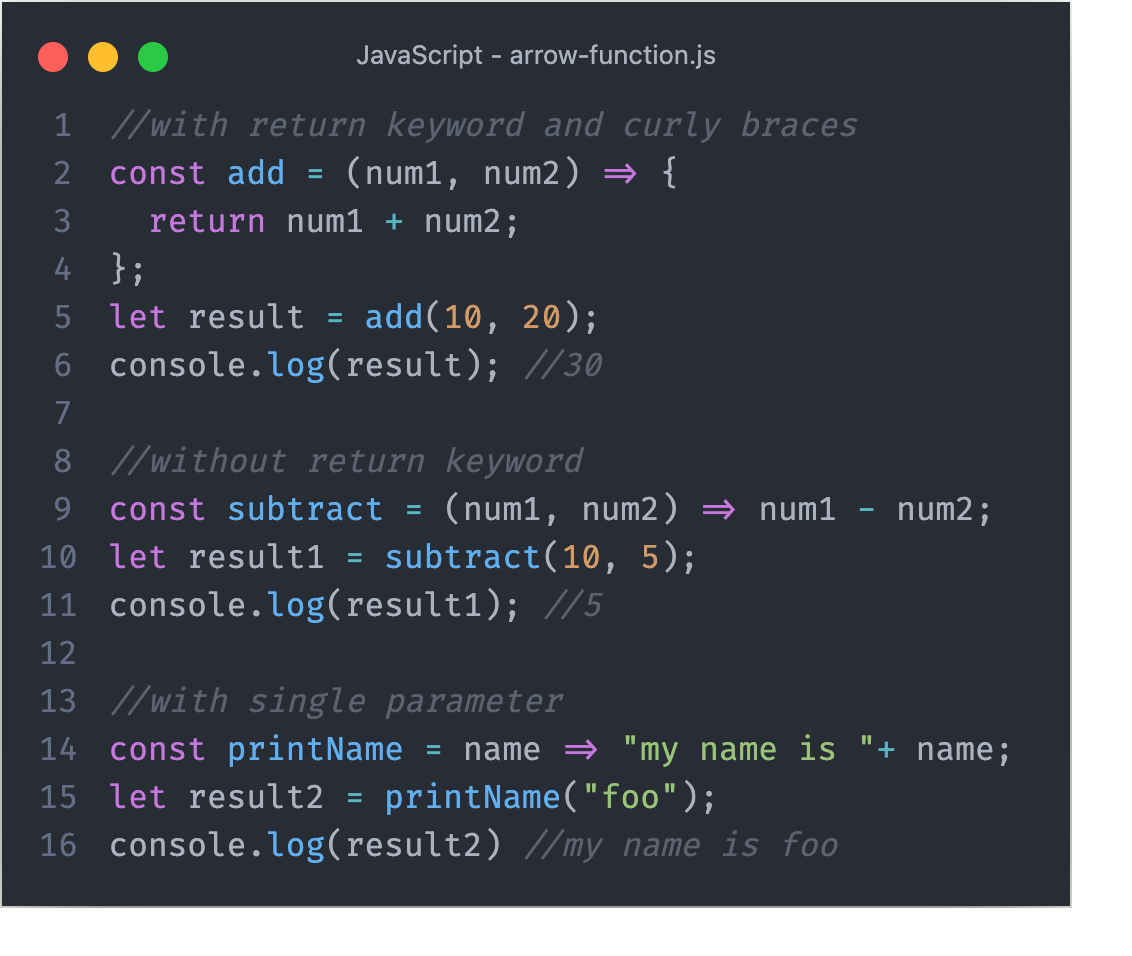 JavaScript - arrow-function.js
1 //with return keyword and curly braces
2 const add = (num1, num2) => {
3   return num1 + num2;
4 };
5 let result = add(10, 20);
6 console.log(result); //30
7
8 //without return keyword
9 const subtract = (num1, num2) => num1 - num2;
10 let result1 = subtract(10, 5);
11 console.log(result1); //5
12
13 //with single parameter
14 const printName = name => "my name is "+ name;
15 let result2 = printName("foo");
16 console.log(result2) //my name is foo